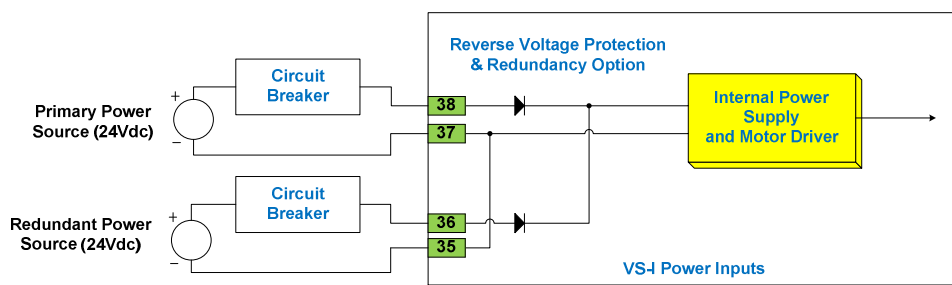 Reverse Voltage Protection
& Redundancy Option
Circuit
Breaker
Primary Power
Source (24Vdc)
+
−
38
37
Internal Power
Supply
and Motor Driver
Circuit
Breaker
Redundant Power
Source (24Vdc)
+
−
36
35
VS-I Power Inputs